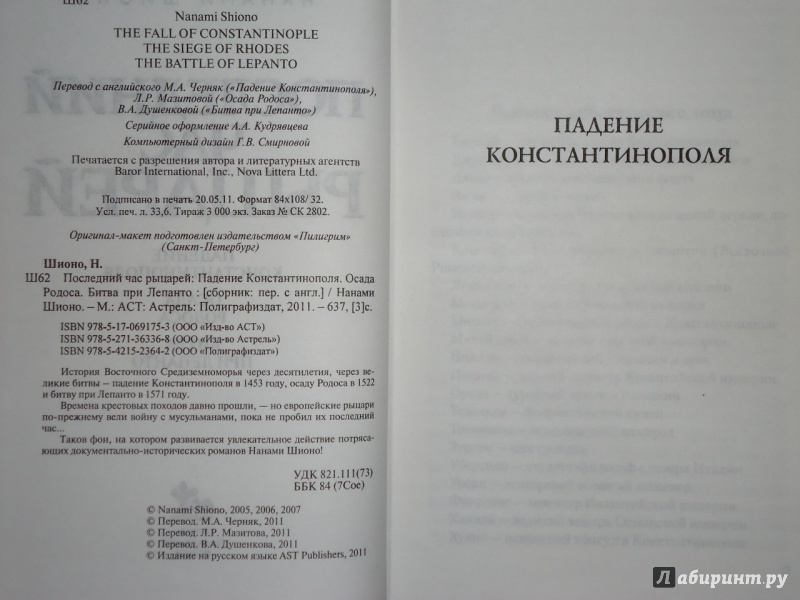 Ш62
Nanami Shiono
THE FALL OF CONSTANTINOPLE
THE SIEGE OF RHODES
THE BATTLE OF LEPANTO
Перевод с английского М.А. Черняк («Падение Константинополя»),
Л.Р. Мазитовой («Осада Родоса»),
В.А. Душенковой («Битва при Лепанто»)
Серийное оформление А.А. Кудрявцева
Компьютерный дизайн Г.В. Смирновой
Печатается с разрешения автора и литературных агентств
Baror International, Inc., Nova Littera Ltd.
Подписано в печать 20.05.11. Формат 84x108/ 32.
Усл. печ. л. 33,6. Тираж 3 000 экз. Заказ № СК 2802.
Оригинал-макет подготовлен издательством «Пилигрим»
(Санкт-Петербург)
Шионо, Н.
Ш62 Последний час рыцарей: Падение Константинополя. Осада
Родоса. Битва при Лепанто : [сборник: пер. с англ.] / Нанами
Шионо. – М.: АСТ: Астрель: Полиграфиздат, 2011. – 637, [3]с.
ISBN 978-5-17-069175-3 (ООО «Изд-во АСТ»)
ISBN 978-5-271-36336-8 (ООО «Изд-во Астрель»)
ISBN 978-5-4215-2364-2 (ООО «Полиграфиздат»)
История Восточного Средиземноморья через десятилетия, через ве-
ликие битвы – падение Константинополя в 1453 году, осаду Родоса в 1522
и битву при Лепанто в 1571 году.
Времена крестовых походов давно прошли, — но европейские рыцари
по-прежнему вели войну с мусульманами, пока не пробил их последний
час...
Таков фон, на котором развивается увлекательное действие потряса-
ющих документально-исторических романов Нанами Шионо!
УДК 821.111(73)
ББК 84 (7Сое)
© Nanami Shiono, 2005, 2006, 2007
© Перевод. М.А. Черняк, 2011
© Перевод. Л.Р. Мазитова, 2011
© Перевод. В.А. Душенкова, 2011
© Издание на русском языке AST Publishers, 2011
ПАДЕНИЕ
КОНСТАНТИНОПОЛЯ
Лабиринт.ру